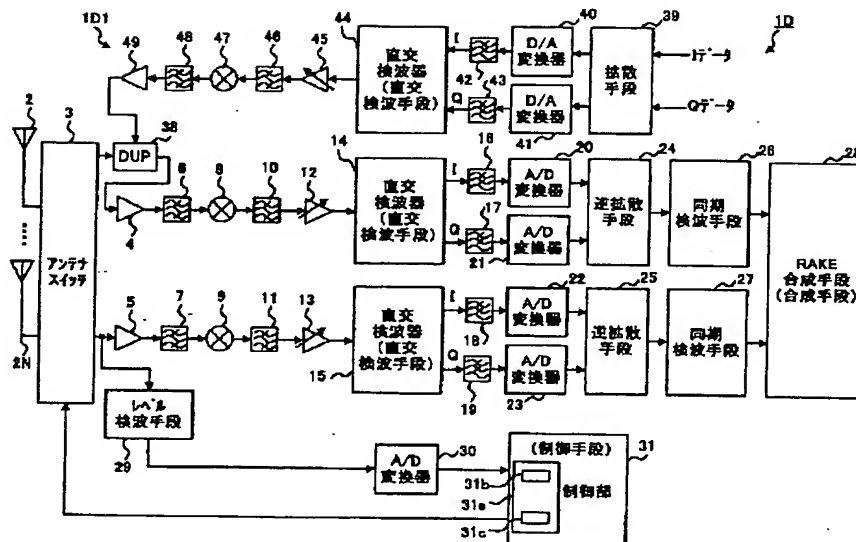 1D1
49
48
47
46
45
44
直交
検波器
(直交
検波手段)
I
Q
42
43
40
D/A
変換器
D/A
変換器
41
39
拡散
手段
Iデータ
Qデータ
1D
2
3
38
DUP
アンテナ
スイッチ
2N
4
6
8
10
12
14
直交
検波器
(直交
検波手段)
I
Q
16
17
20
A/D
変換器
A/D
変換器
21
24
逆拡散
手段
26
同期
検波手段
28
RAKE
合成手段
(合成手段)
5
7
9
11
13
直交
検波器
(直交
検波手段)
15
I
Q
18
19
22
A/D
変換器
A/D
変換器
23
25
逆拡散
手段
27
同期
検波手段
レベル
検波手段
29
30
A/D
変換器
(制御手段)
31
31b
制御部
31a
31c